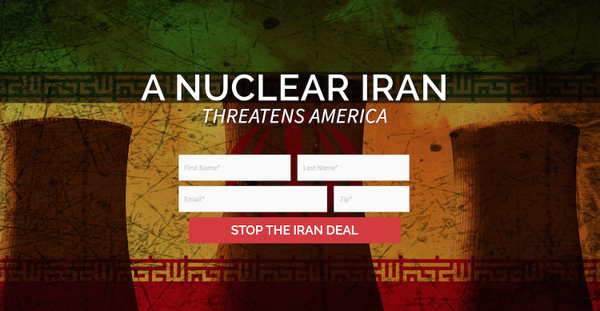 A NUCLEAR IRAN
THREATENS AMERICA
First Name* Last Name*
Email* Zip*
STOP THE IRAN DEAL